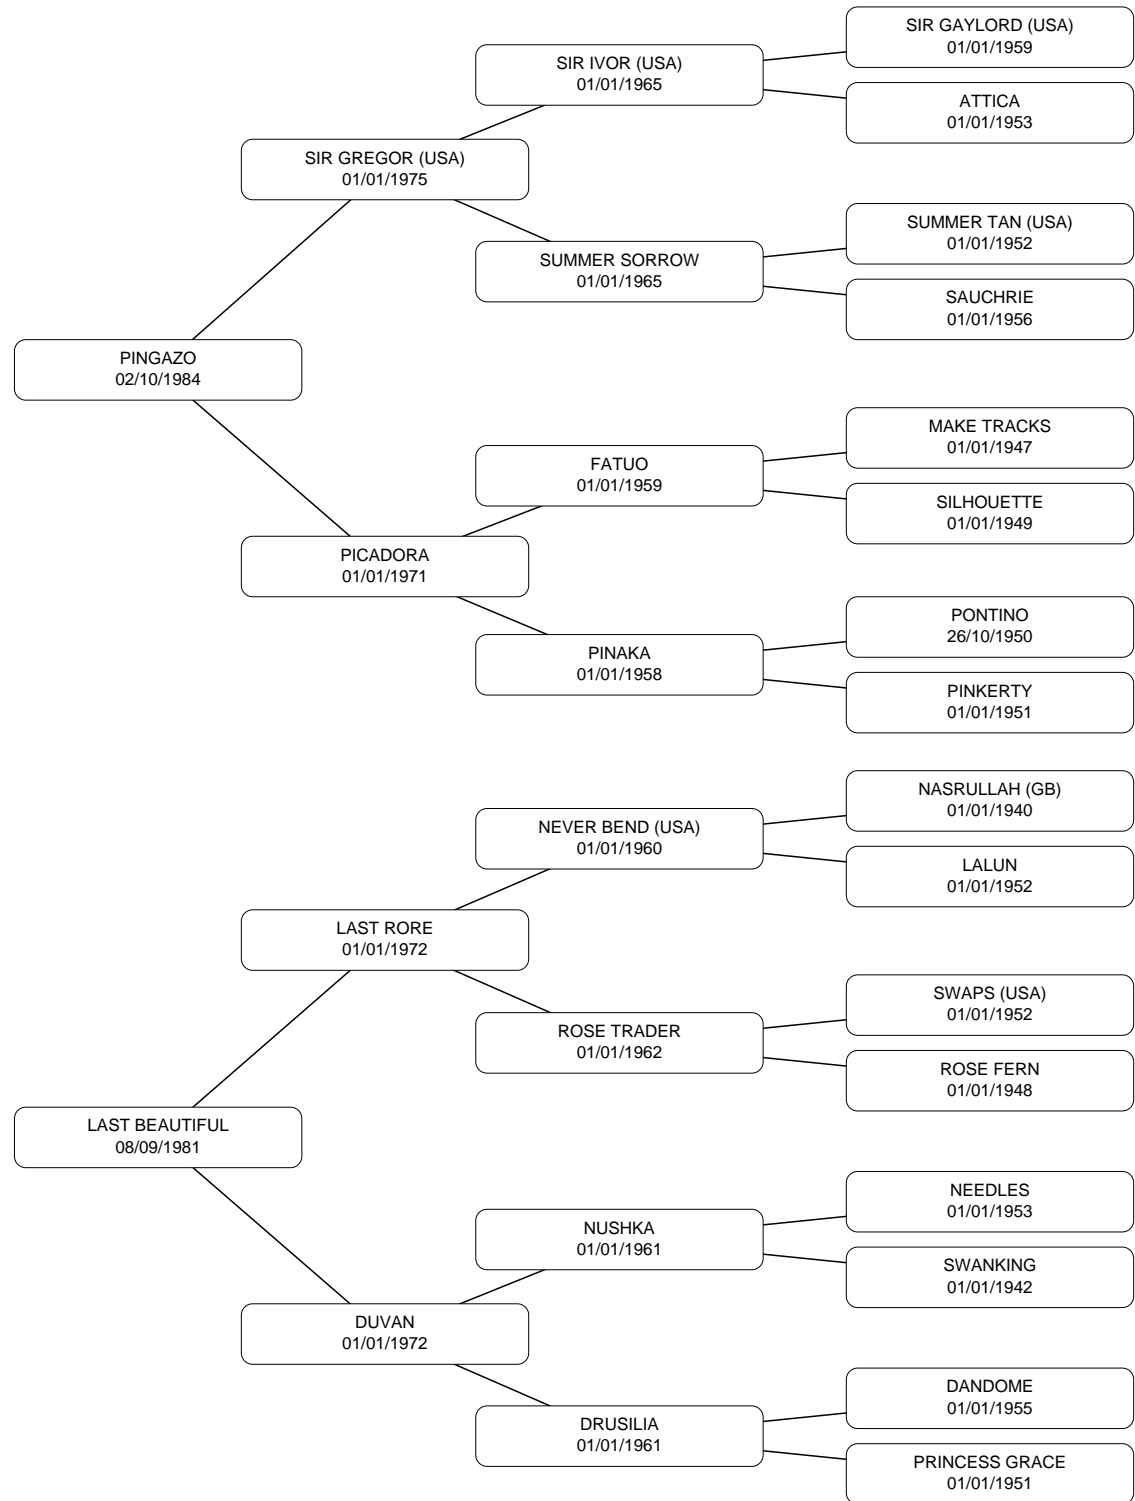 SIR GAYLORD (USA)
01/01/1959
SIR IVOR (USA)
01/01/1965
ATTICA
01/01/1953
SIR GREGOR (USA)
01/01/1975
SUMMER TAN (USA)
01/01/1952
SUMMER SORROW
01/01/1965
SAUCHRIE
01/01/1956
PINGAZO
02/10/1984
MAKE TRACKS
01/01/1947
FATUO
01/01/1959
SILHOUETTE
01/01/1949
PICADORA
01/01/1971
PONTINO
26/10/1950
PINAKA
01/01/1958
PINKERTY
01/01/1951
NASRULLAH (GB)
01/01/1940
NEVER BEND (USA)
01/01/1960
LALUN
01/01/1952
LAST RORE
01/01/1972
SWAPS (USA)
01/01/1952
ROSE TRADER
01/01/1962
ROSE FERN
01/01/1948
LAST BEAUTIFUL
08/09/1981
NEEDLES
01/01/1953
NUSHKA
01/01/1961
SWANKING
01/01/1942
DUVAN
01/01/1972
DANDOME
01/01/1955
DRUSILIA
01/01/1961
PRINCESS GRACE
01/01/1951